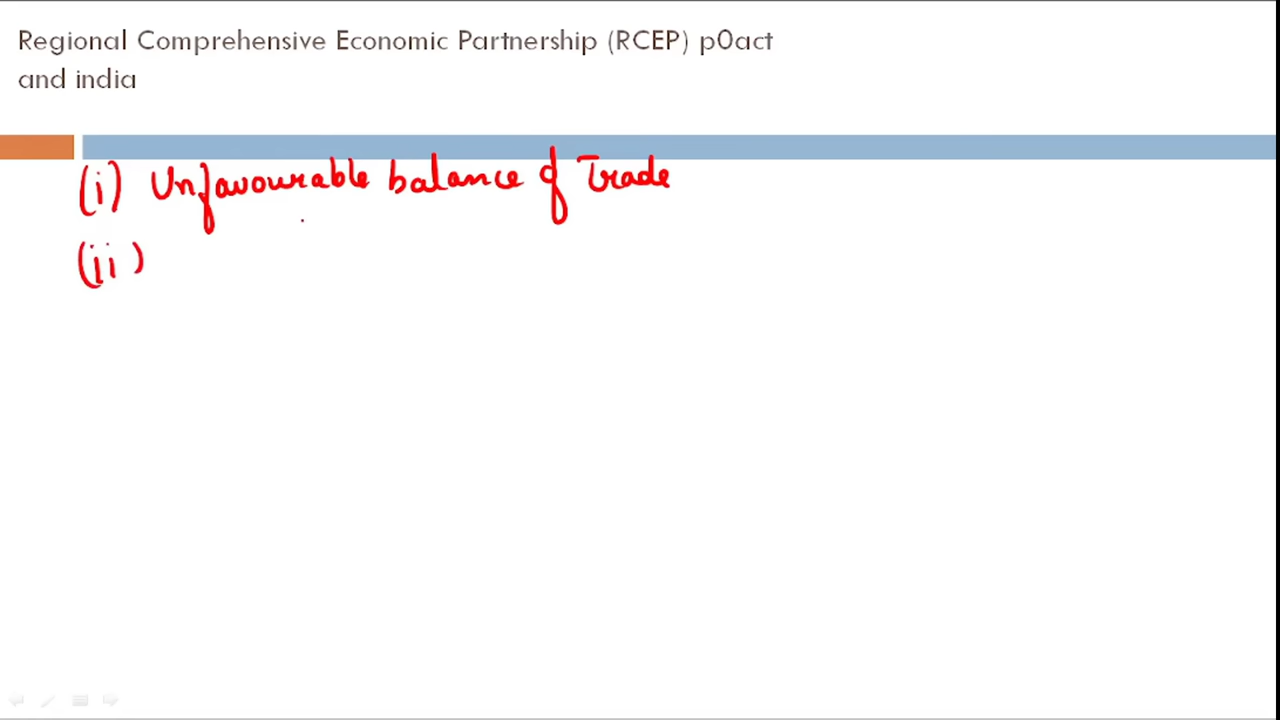 Regional Comprehensive Economic Partnership (RCEP) p0act
and india
(i) Unfavourable balance of Trade
(ii)